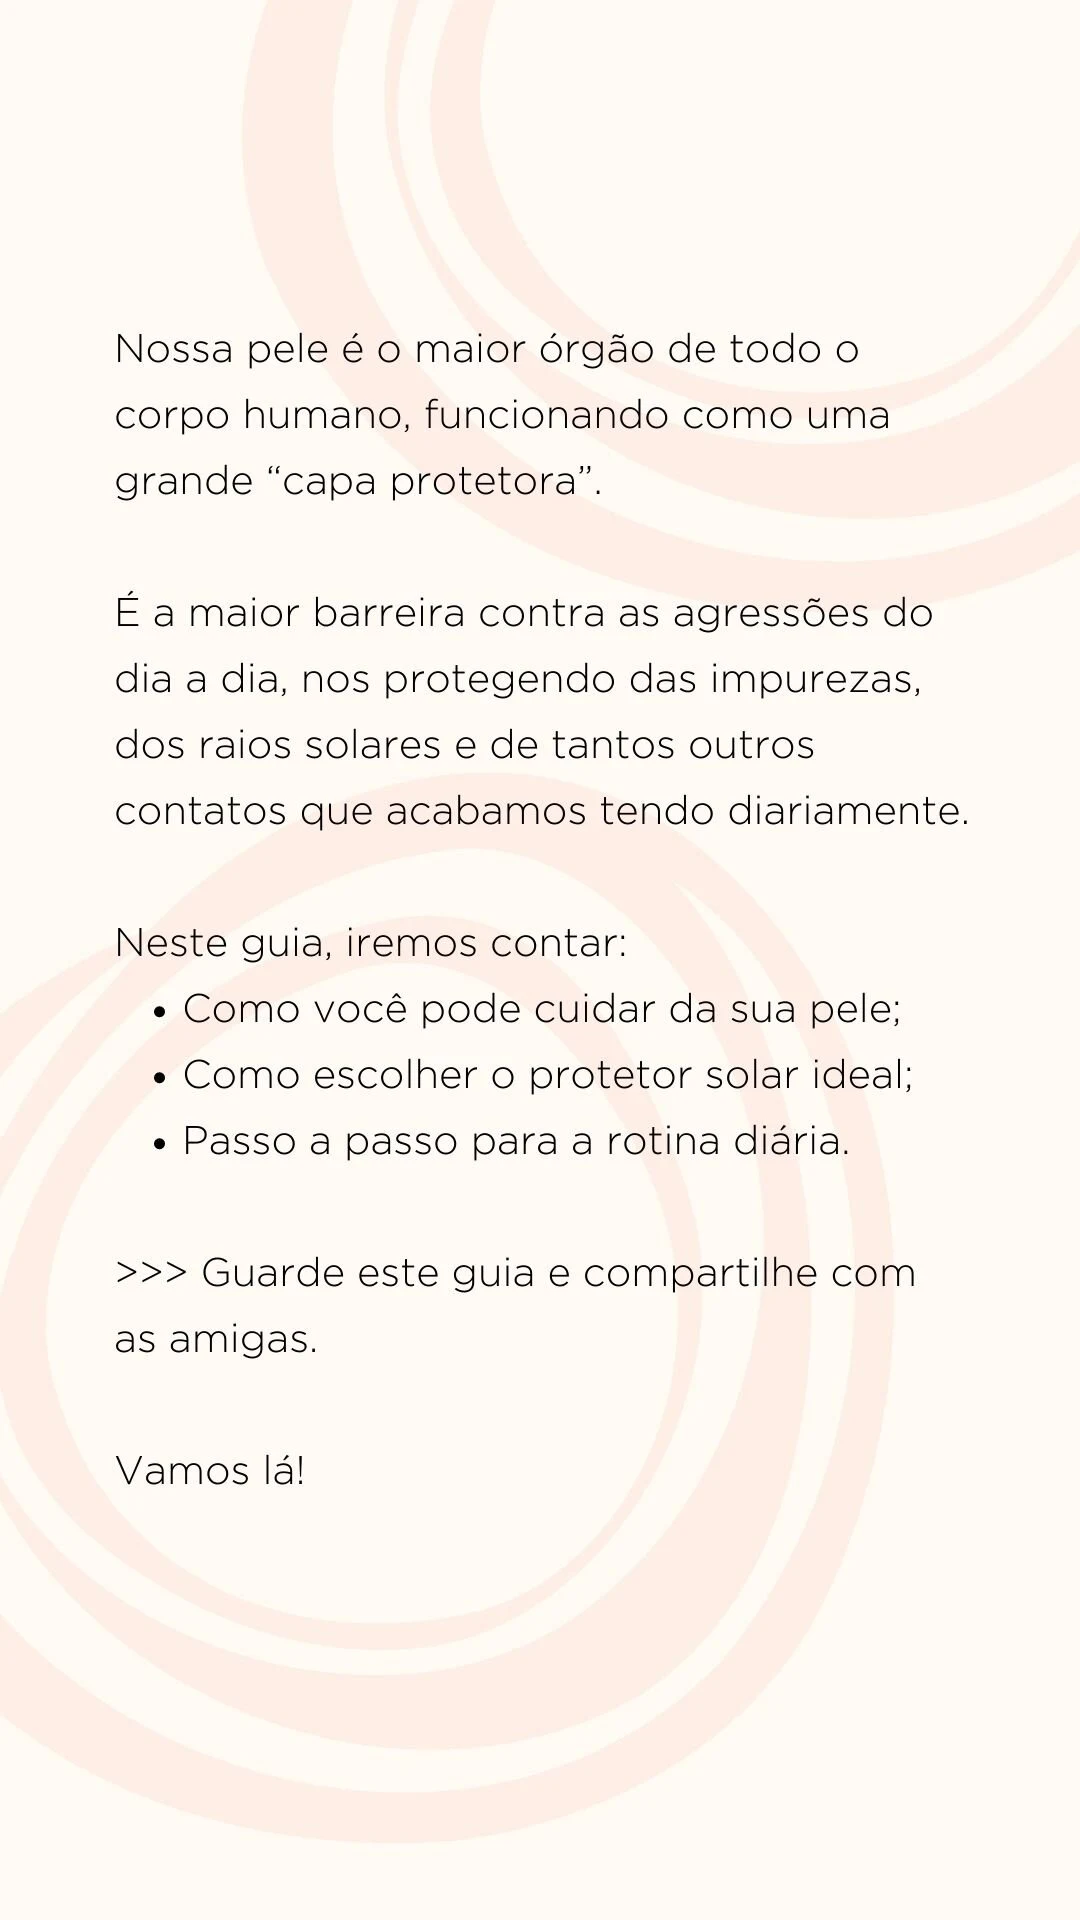 Nossa pele é o maior órgão de todo o
corpo humano, funcionando como uma
grande “capa protetora”.
É a maior barreira contra as agressões do
dia a dia, nos protegendo das impurezas,
dos raios solares e de tantos outros
contatos que acabamos tendo diariamente.
Neste guia, iremos contar:
• Como você pode cuidar da sua pele;
• Como escolher o protetor solar ideal;
• Passo a passo para a rotina diária.
>>> Guarde este guia e compartilhe com
as amigas.
Vamos lá!